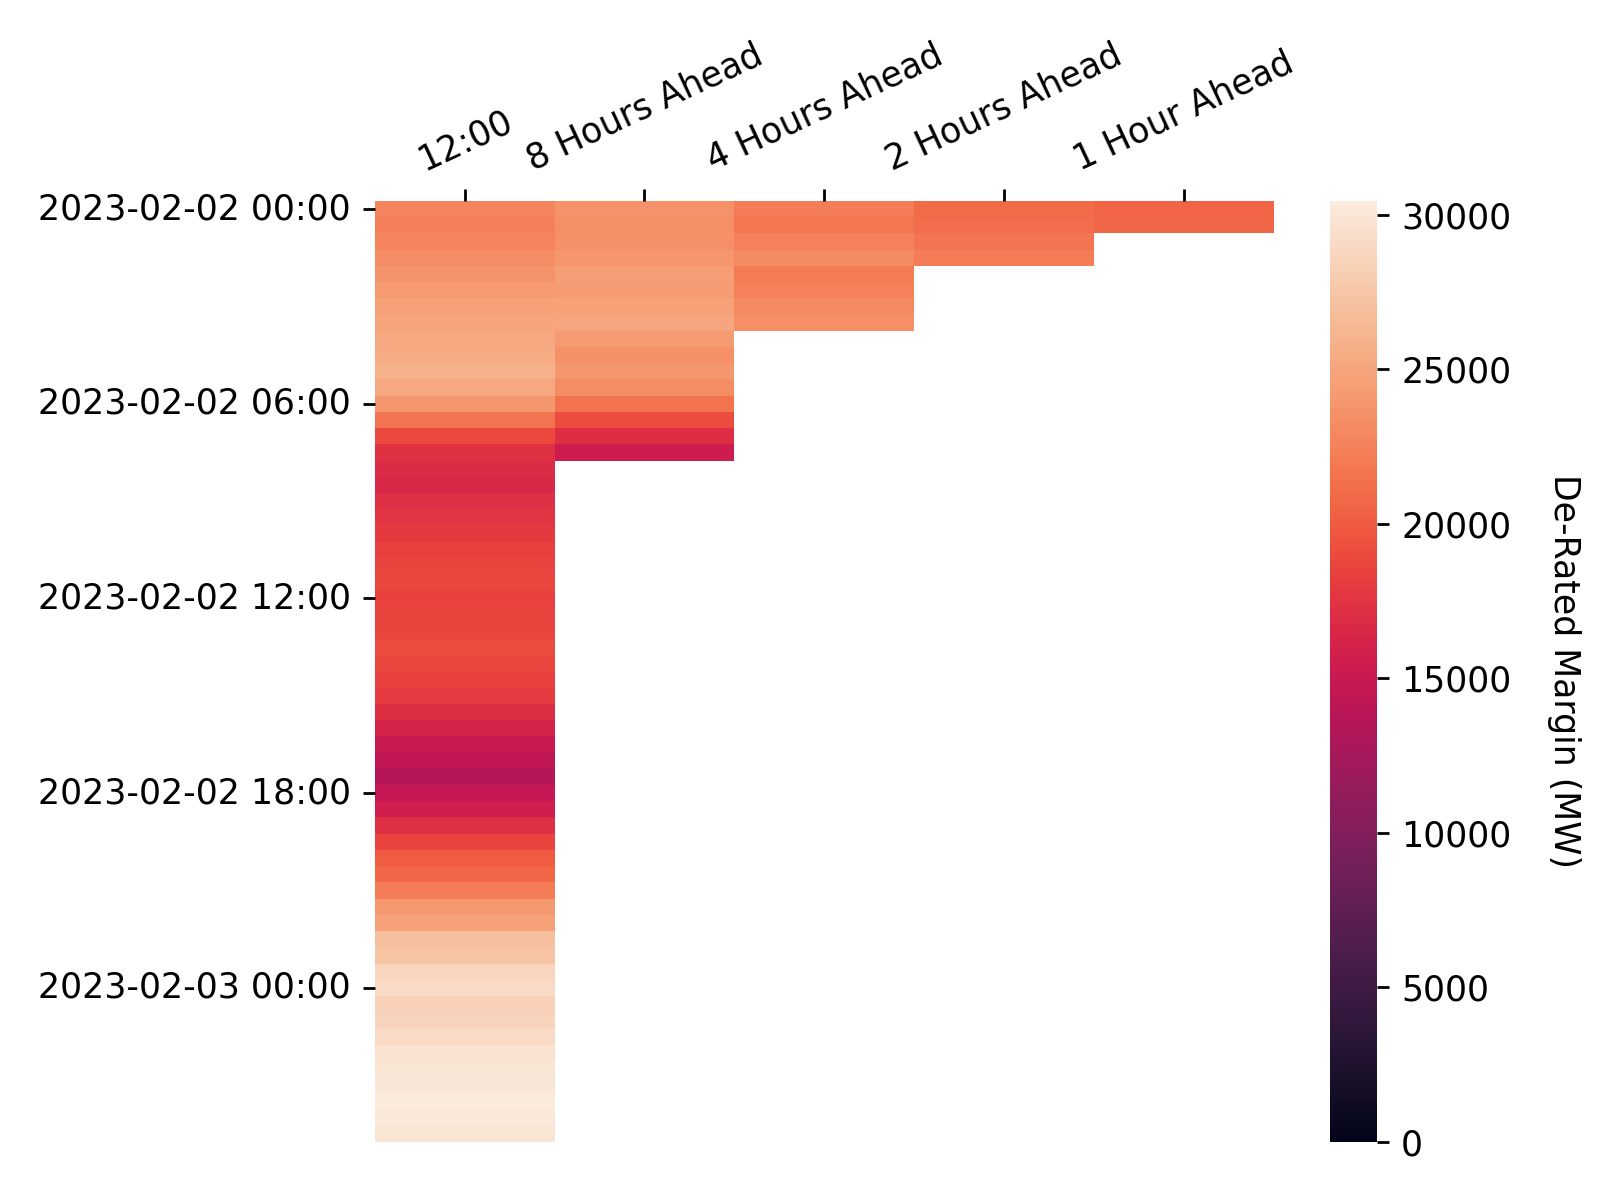 12:00
8 Hours Ahead
4 Hours Ahead
2 Hours Ahead
1 Hour Ahead
2023-02-02 00:00
2023-02-02 06:00
2023-02-02 12:00
2023-02-02 18:00
2023-02-03 00:00
30000
25000
20000
15000
10000
5000
0
De-Rated Margin (MW)